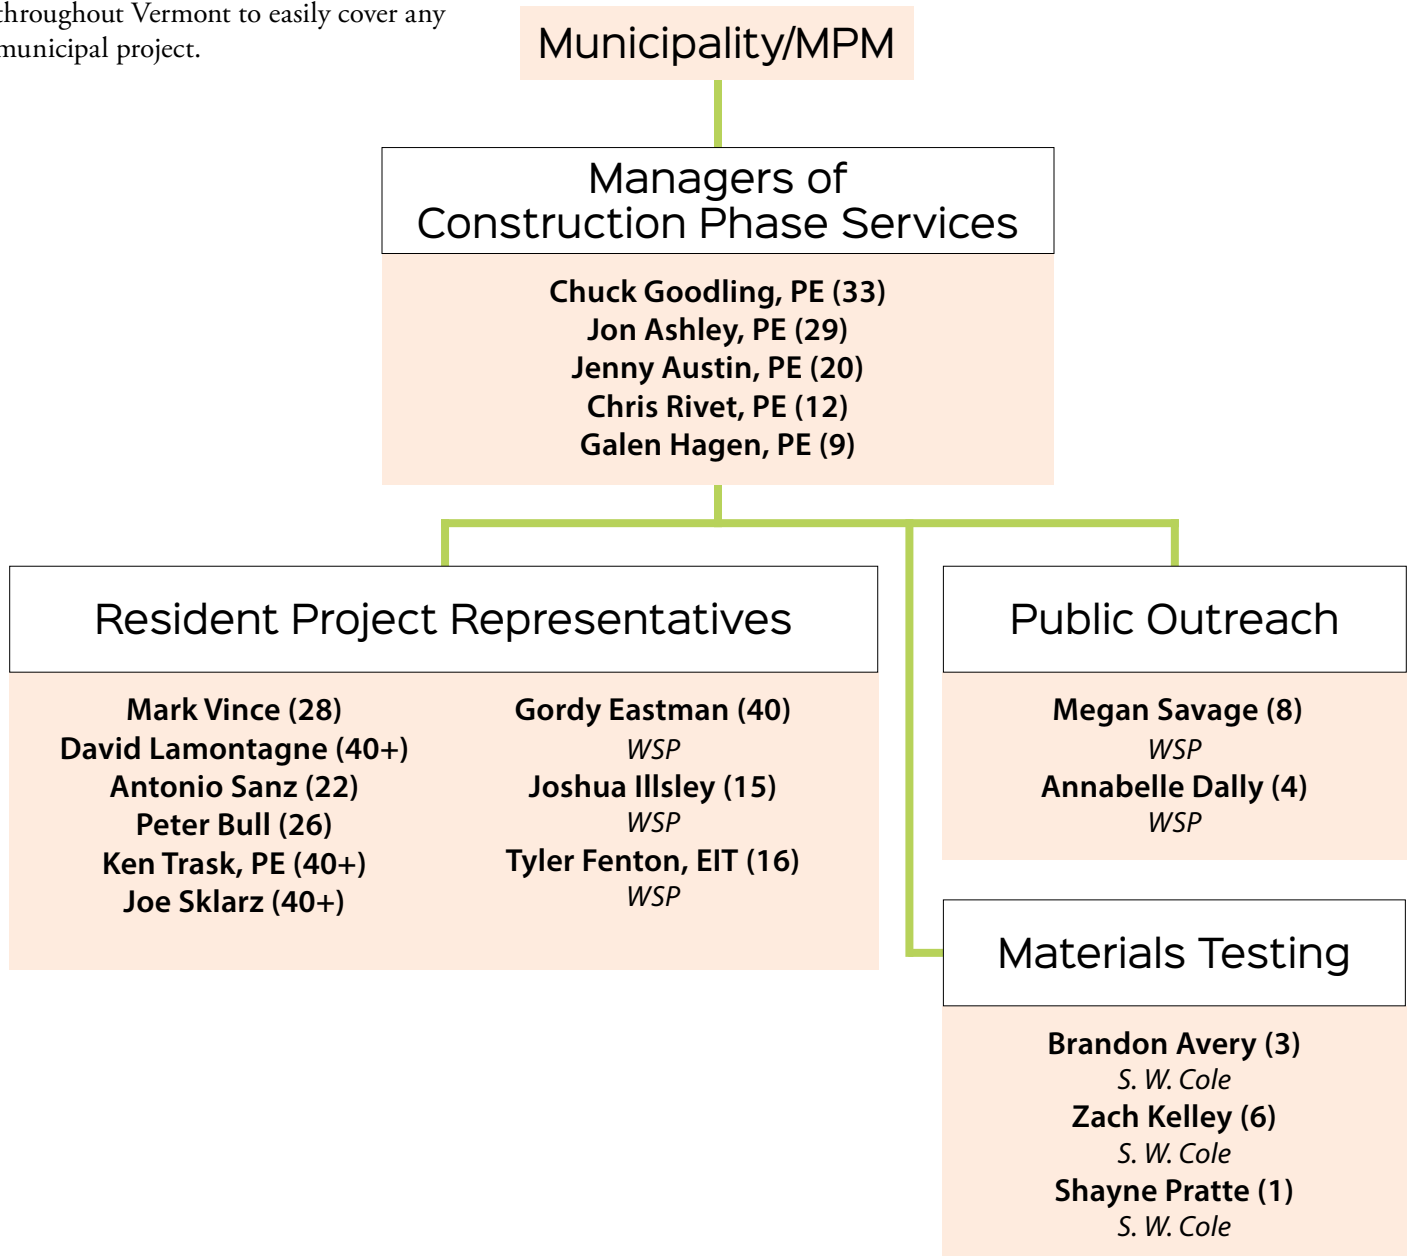 throughout Vermont to easily cover any
municipal project.
Municipality/MPM
Managers of
Construction Phase Services
Chuck Goodling, PE (33)
Jon Ashley, PE (29)
Jenny Austin, PE (20)
Chris Rivet, PE (12)
Galen Hagen, PE (9)
Resident Project Representatives
Mark Vince (28)
David Lamontagne (40+)
Antonio Sanz (22)
Peter Bull (26)
Ken Trask, PE (40+)
Joe Sklarz (40+)
Gordy Eastman (40)
WSP
Joshua Illsley (15)
WSP
Tyler Fenton, EIT (16)
WSP
Public Outreach
Megan Savage (8)
WSP
Annabelle Dally (4)
WSP
Materials Testing
Brandon Avery (3)
S. W. Cole
Zach Kelley (6)
S. W. Cole
Shayne Pratte (1)
S. W. Cole